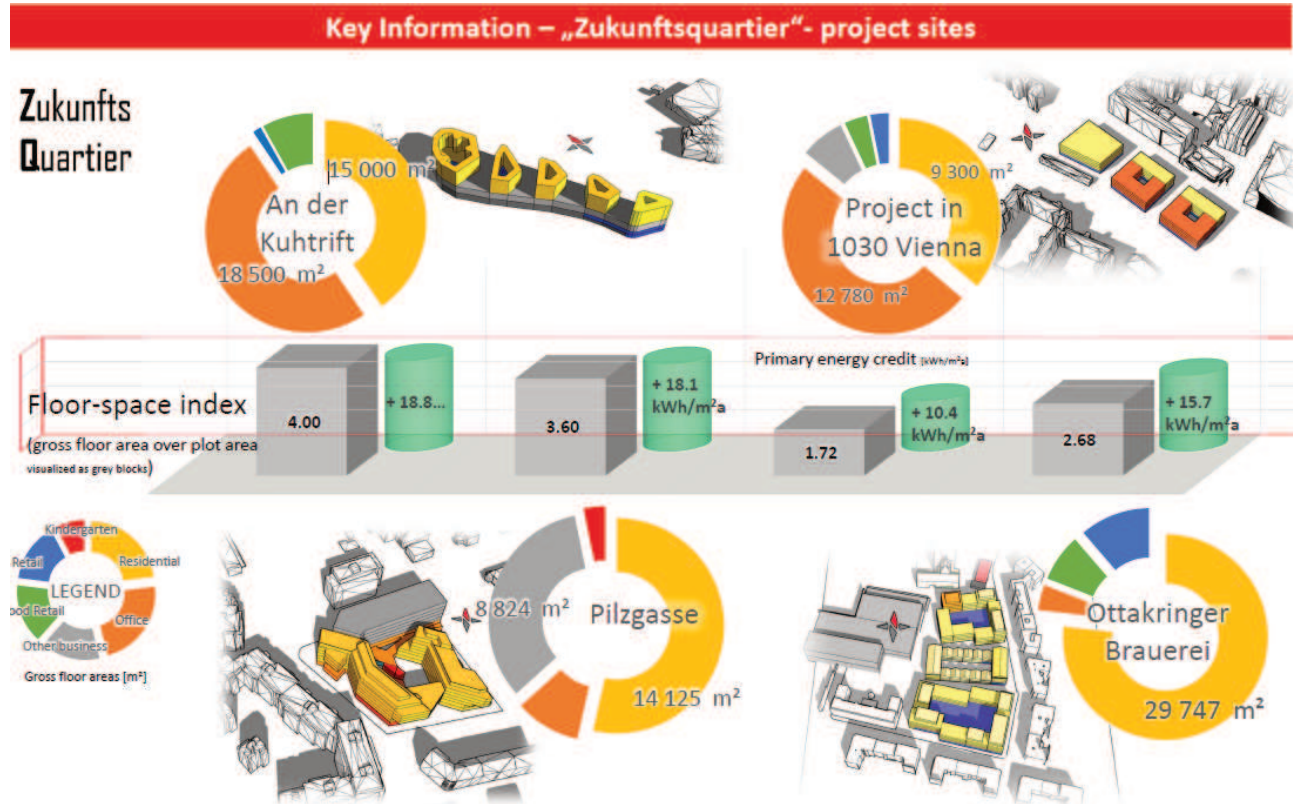 Key Information – „Zukunftsquartier“- project sites
Zukunfts
Quartier
15 000 m²
An der
Kuhtrift
18 500 m²
9 300 m²
Project in
1030 Vienna
12 780 m²
Primary energy credit [kWh/m²a]
Floor-space index
(gross floor area over plot area
visualized as grey blocks)
4.00
+ 18.8...
3.60
+ 18.1
kWh/m²a
1.72
+ 10.4
kWh/m²a
2.68
+ 15.7
kWh/m²a
Kindergarten
Retail
Residential
LEGEND
ood Retail
Office
Other business
Gross floor areas [m²]
8 824 m²
Pilzgasse
14 125 m²
Ottakringer
Brauerei
29 747 m²